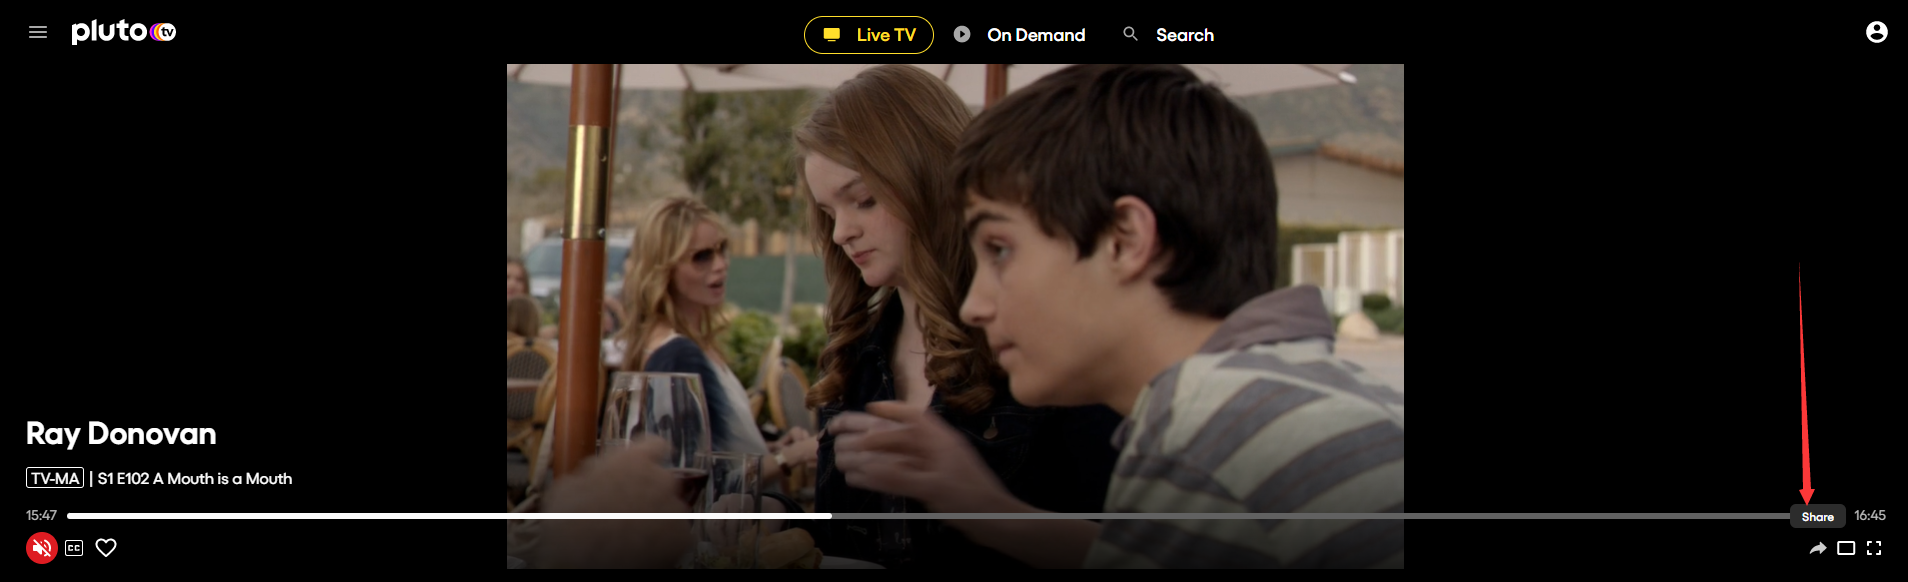 pluto tv
Live TV
On Demand
Search
Ray Donovan
TV-MA | S1 E102 A Mouth is a Mouth
15:47
Share
16:45
CC